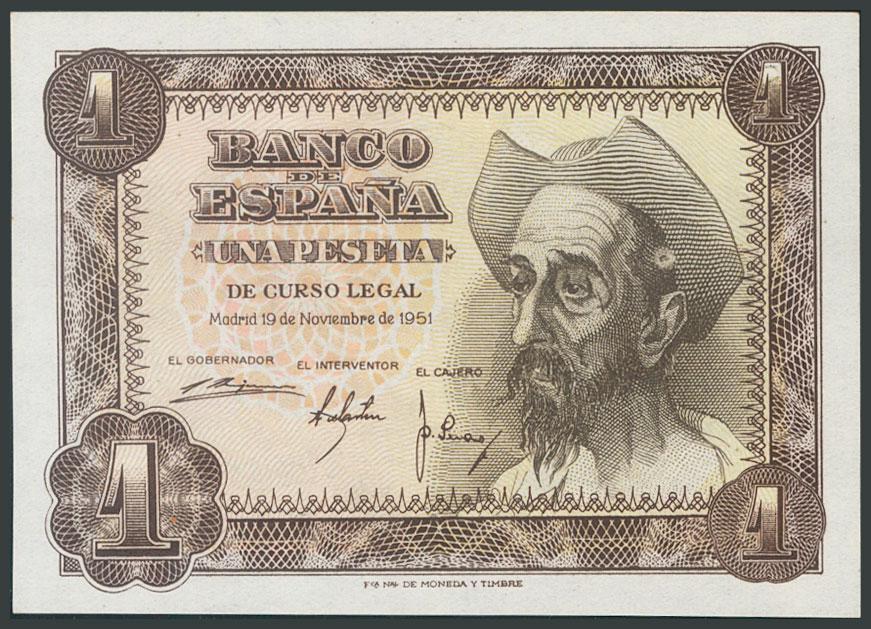 1
1
BANCO
DE
ESPAÑA
UNA PESETA
DE CURSO LEGAL
Madrid 19 de Noviembre de 1951
EL GOBERNADOR
EL INTERVENTOR
EL CAJERO
1
1
Fca Nal DE MONEDA Y TIMBRE